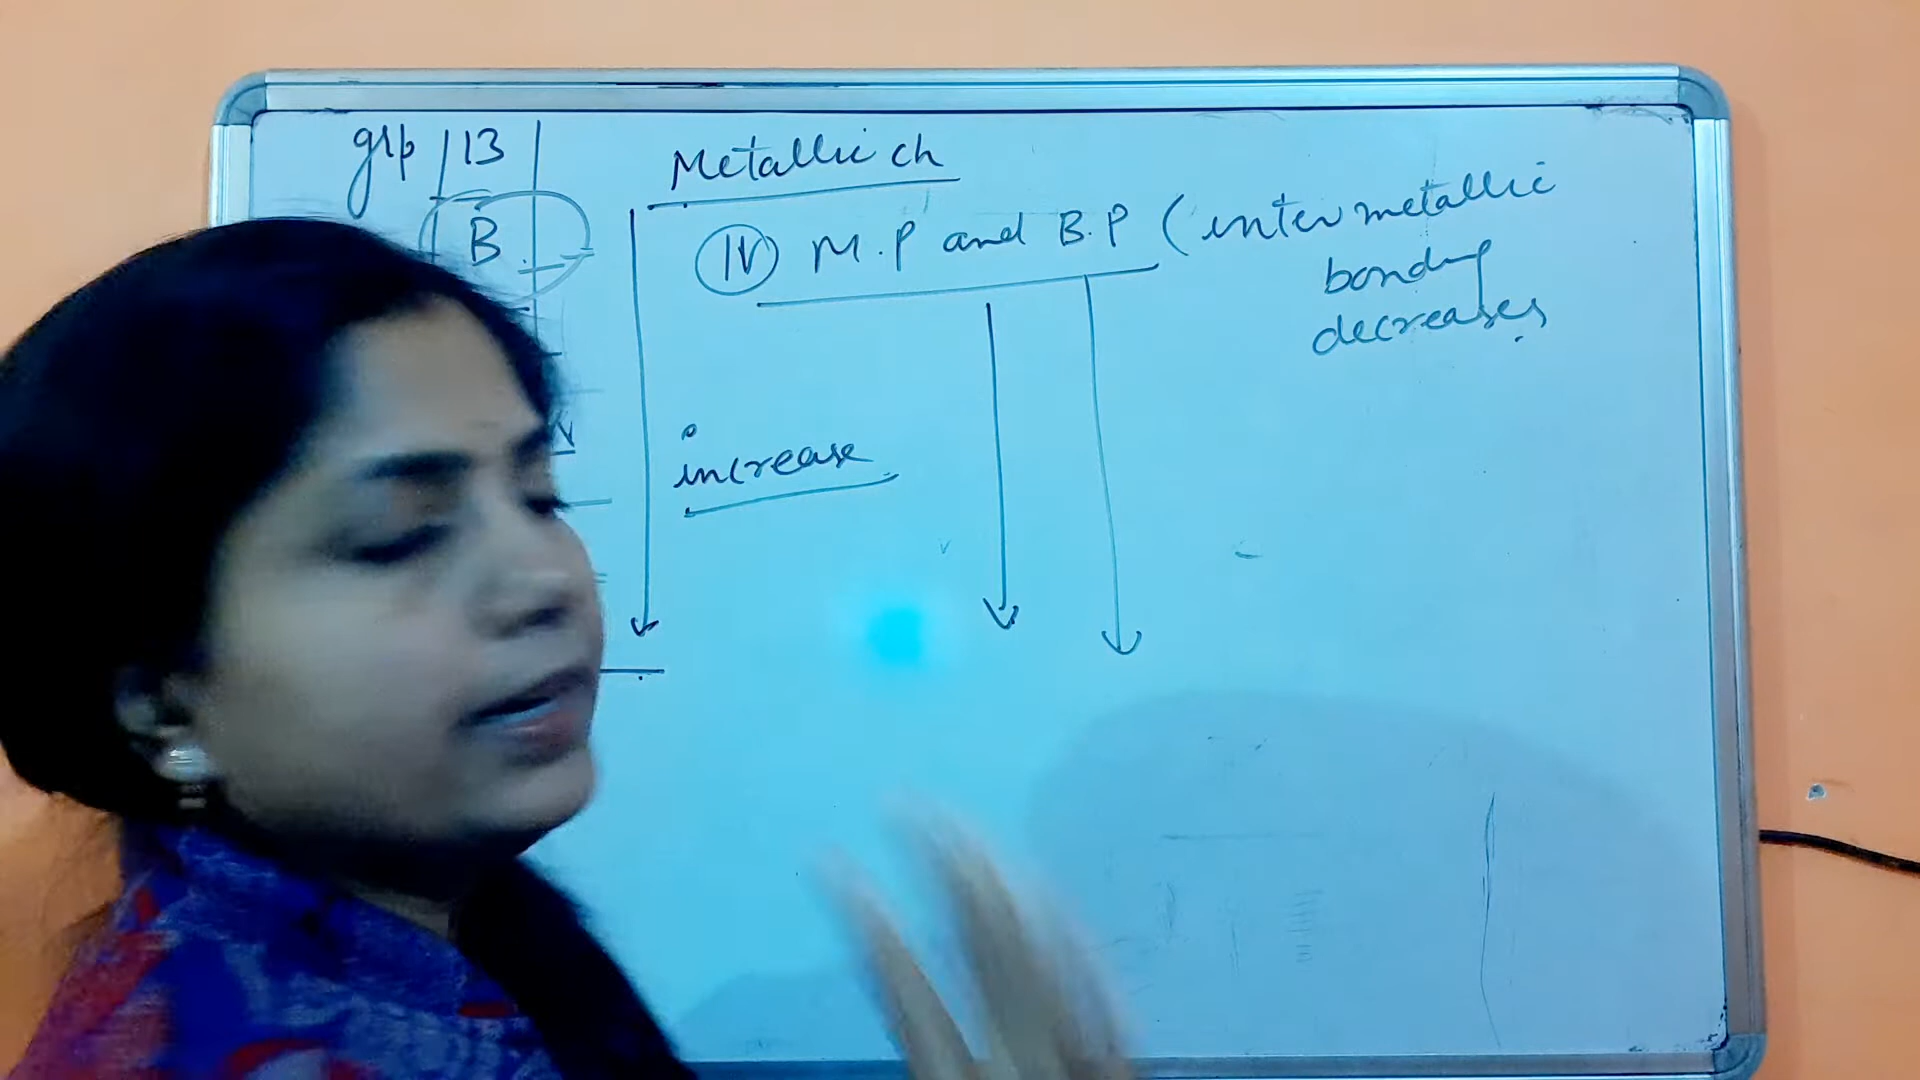 grp 13
B
Metallic ch
IV M.P and B.P (inter metallic
bonding
decreases
increase